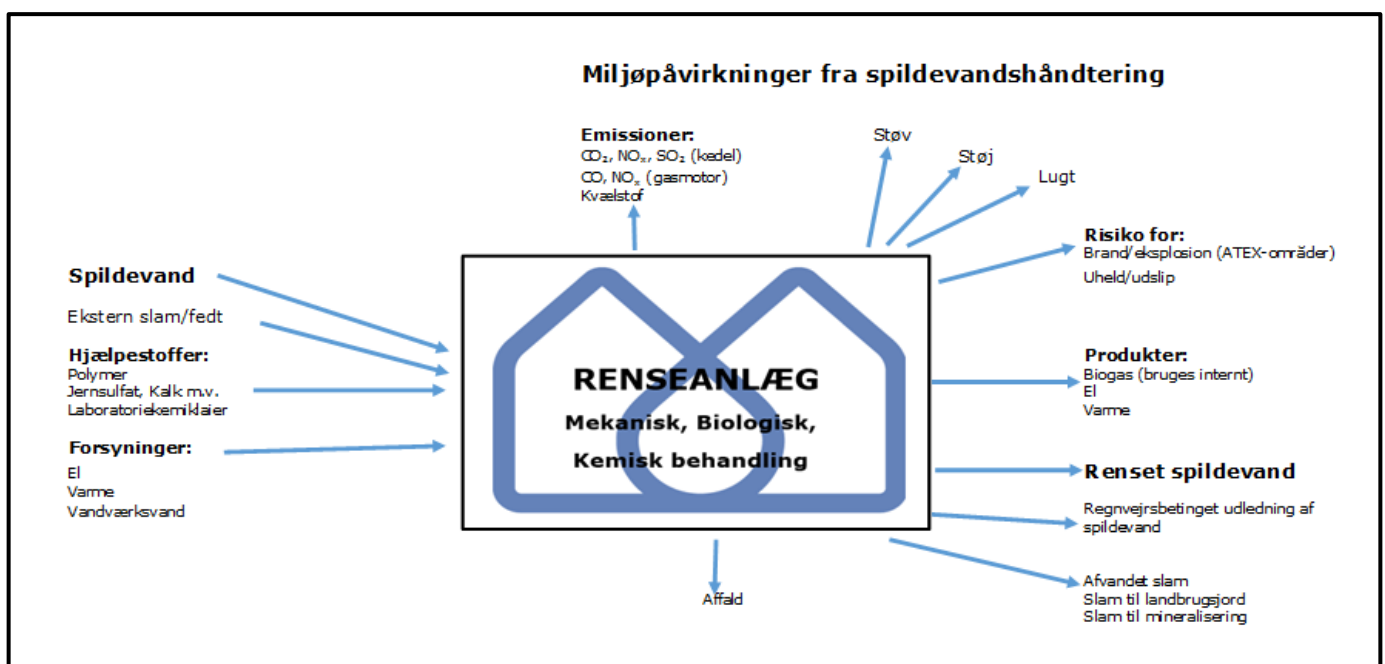 Miljøpåvirkninger fra spildevandshåndtering
Emissioner:
CO₂, NOₓ, SO₂ (kedel)
CO, NOₓ (gasmotor)
Kvælstof
Støv
Støj
Lugt
Risiko for:
Brand/eksplosion (ATEX-områder)
Uheld/udslip
Spildevand
Ekstern slam/fedt
Hjælpestoffer:
Polymer
Jernsulfat, Kalk m.v.
Laboratoriekemiklaier
Forsyninger:
El
Varme
Vandværksvand
RENSEANLÆG
Mekanisk, Biologisk,
Kemisk behandling
Produkter:
Biogas (bruges internt)
El
Varme
Renset spildevand
Regnvejrsbetinget udledning af
spildevand
Afvandet slam
Slam til landbrugsjord
Slam til mineralisering
Affald